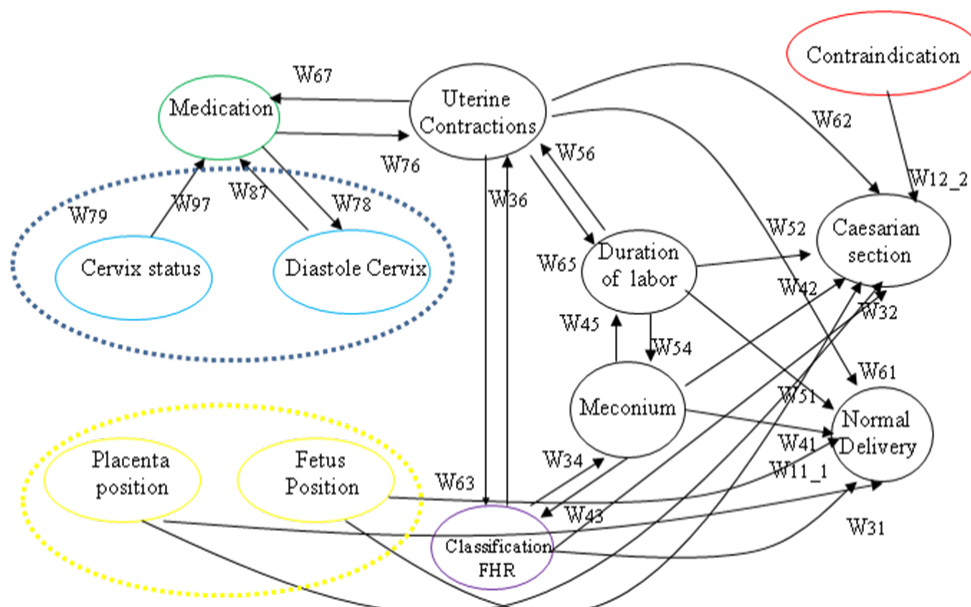 Contraindication
W67
Medication
Uterine
Contractions
W62
W76
W56
W36
W12_2
W79
W97
W87
W78
W52
Cervix status
Diastole Cervix
W65
Duration
of labor
Caesarian
section
W42
W32
W45
W54
W61
Meconium
W51
Normal
Delivery
W41
W34
W11_1
Placenta
position
Fetus
Position
W63
W43
W31
Classification
FHR